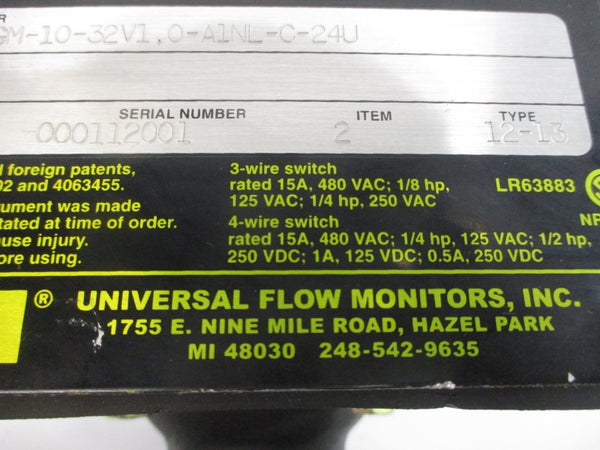 R
GM-10-32V1.0-A1NL-C-24U
SERIAL NUMBER ITEM TYPE
000112001 2 12-13
d foreign patents,
92 and 4063455.
ument was made
tated at time of order.
ause injury.
ore using.
3-wire switch
rated 15A, 480 VAC; 1/8 hp,
125 VAC; 1/4 hp, 250 VAC
4-wire switch
rated 15A, 480 VAC; 1/4 hp, 125 VAC; 1/2 hp,
250 VDC; 1A, 125 VDC; 0.5A, 250 VDC
LR63883
NR
® UNIVERSAL FLOW MONITORS, INC.
1755 E. NINE MILE ROAD, HAZEL PARK
MI 48030 248-542-9635